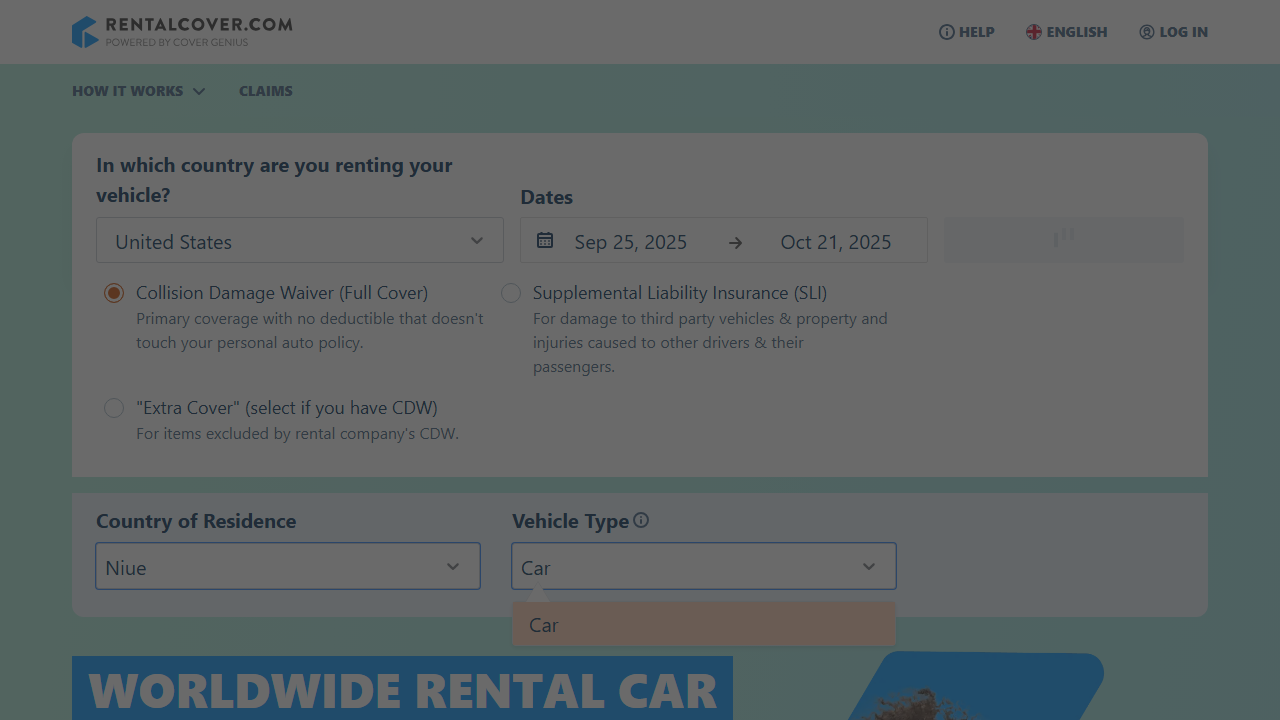 RENTALCOVER.COM
POWERED BY COVER GENIUS
HELP
ENGLISH
LOG IN
HOW IT WORKS
CLAIMS
In which country are you renting your
vehicle?
Dates
United States
Sep 25, 2025
Oct 21, 2025
Collision Damage Waiver (Full Cover)
Primary coverage with no deductible that doesn't
touch your personal auto policy.
Supplemental Liability Insurance (SLI)
For damage to third party vehicles & property and
injuries caused to other drivers & their
passengers.
"Extra Cover" (select if you have CDW)
For items excluded by rental company's CDW.
Country of Residence
Vehicle Type
Niue
Car
Car
WORLDWIDE RENTAL CAR